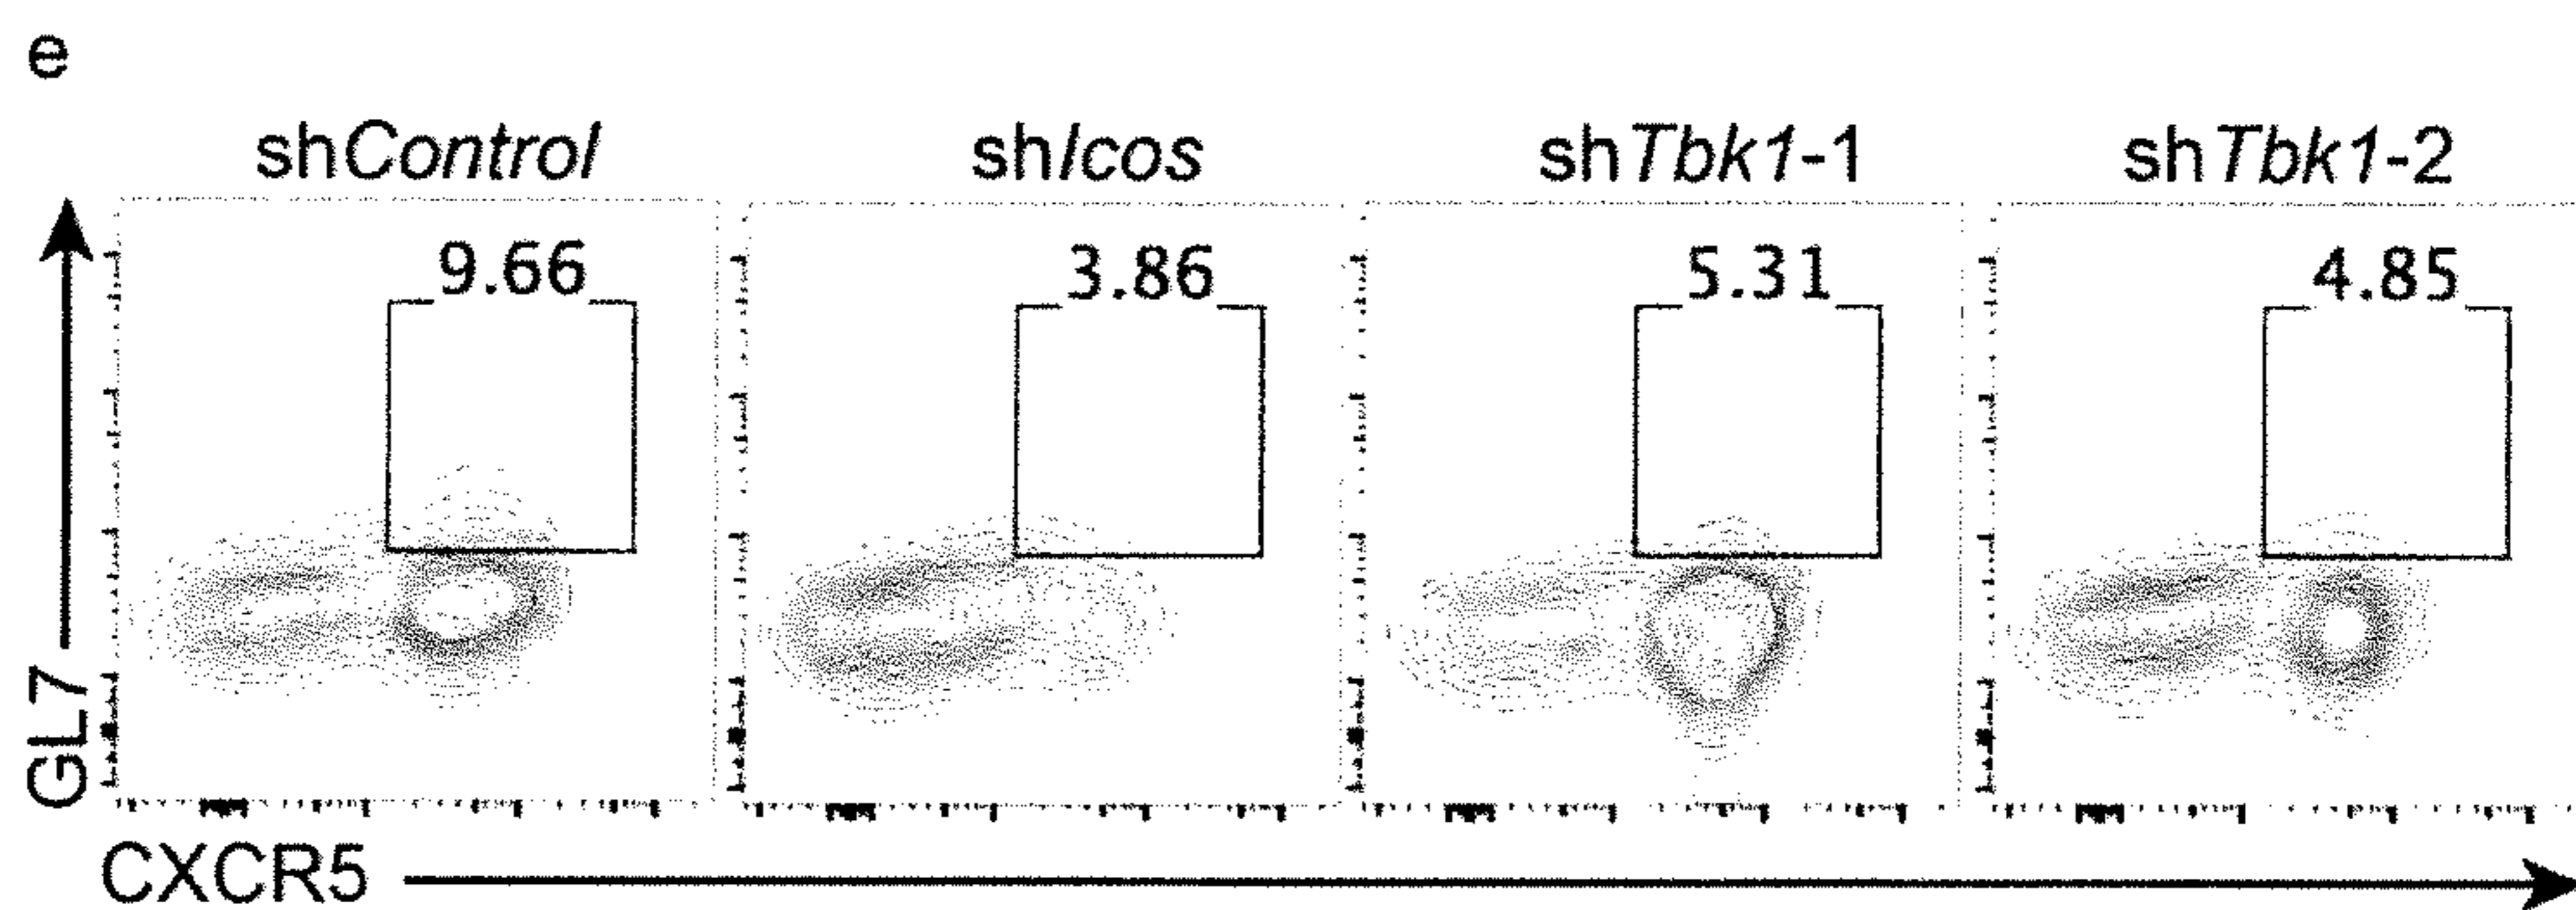 e
shControl shIcos shTbk1-1 shTbk1-2
9.66 3.86 5.31 4.85
GL7
CXCR5